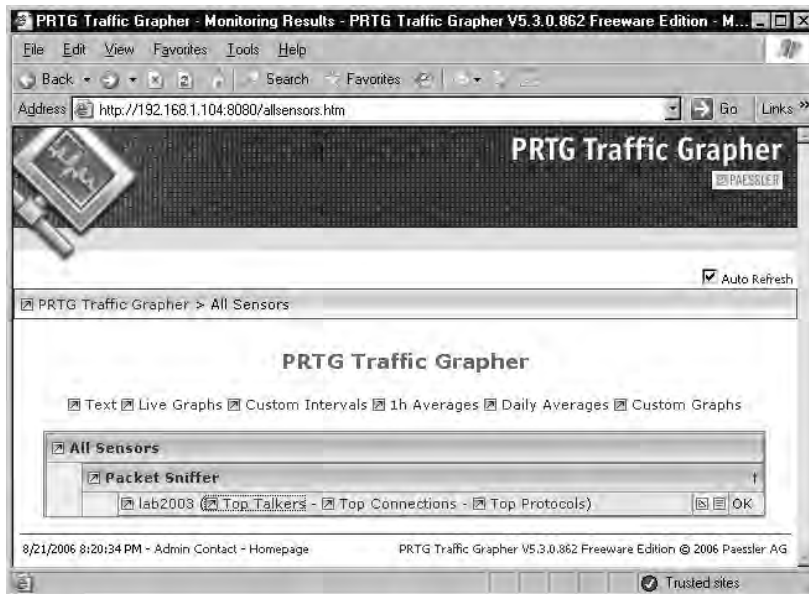 PRTG Traffic Grapher - Monitoring Results - PRTG Traffic Grapher V5.3.0.862 Freeware Edition - M...
File Edit View Favorites Tools Help
Back Search Favorites
Address http://192.168.1.104:8080/allsensors.htm Go Links »
PRTG Traffic Grapher
PAESSLER
Auto Refresh
PRTG Traffic Grapher > All Sensors
PRTG Traffic Grapher
Text Live Graphs Custom Intervals 1h Averages Daily Averages Custom Graphs
All Sensors
Packet Sniffer
lab2003 (Top Talkers - Top Connections - Top Protocols) OK
8/21/2006 8:20:34 PM - Admin Contact - Homepage PRTG Traffic Grapher V5.3.0.862 Freeware Edition © 2006 Paessler AG
Trusted sites